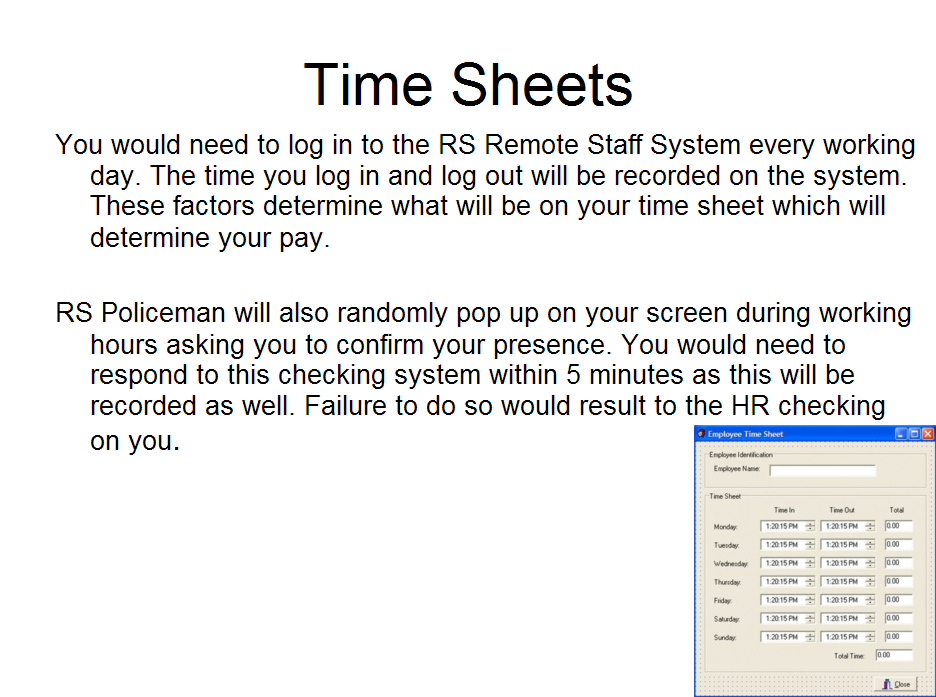 Time Sheets
You would need to log in to the RS Remote Staff System every working
day. The time you log in and log out will be recorded on the system.
These factors determine what will be on your time sheet which will
determine your pay.
RS Policeman will also randomly pop up on your screen during working
hours asking you to confirm your presence. You would need to
respond to this checking system within 5 minutes as this will be
recorded as well. Failure to do so would result to the HR checking
on you.
Employee Time Sheet
Employee Identification
Employee Name:
Time Sheet
Time In Time Out Total
Monday: 1:20:15 PM 1:20:15 PM 0.00
Tuesday: 1:20:15 PM 1:20:15 PM 0.00
Wednesday: 1:20:15 PM 1:20:15 PM 0.00
Thursday: 1:20:15 PM 1:20:15 PM 0.00
Friday: 1:20:15 PM 1:20:15 PM 0.00
Saturday: 1:20:15 PM 1:20:15 PM 0.00
Sunday: 1:20:15 PM 1:20:15 PM 0.00
Total Time: 0.00
Close